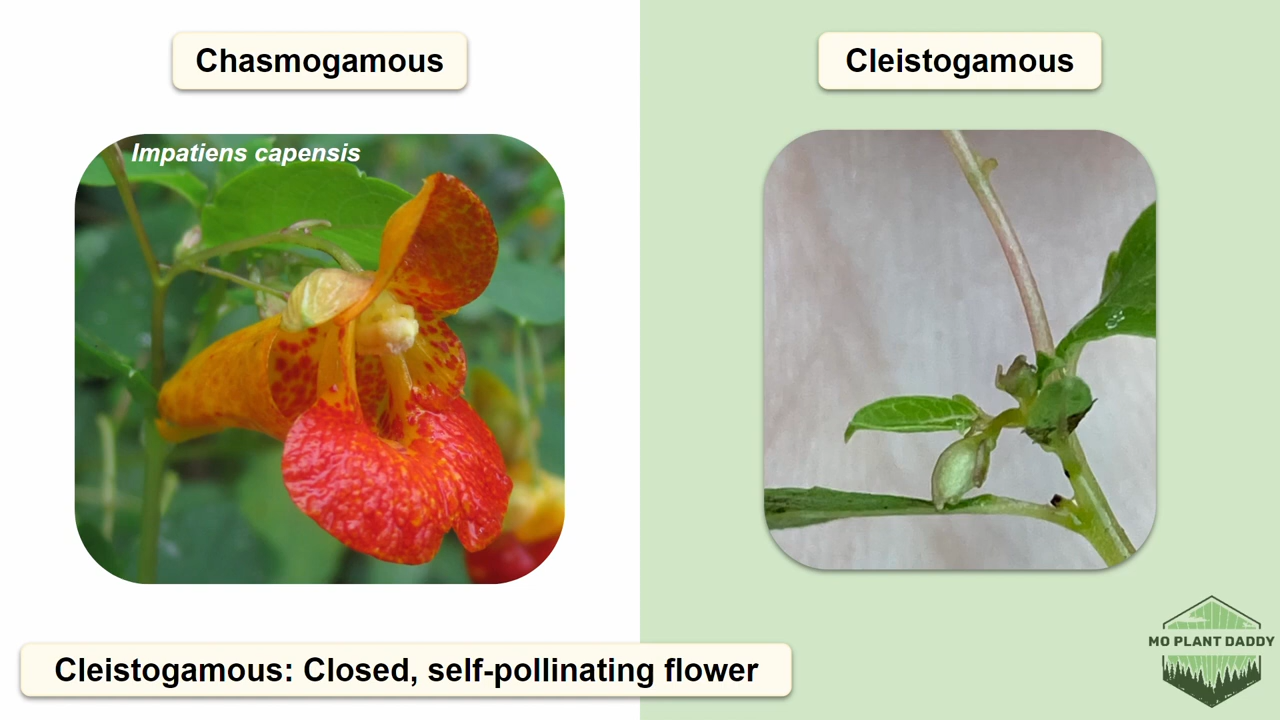 Chasmogamous
Cleistogamous
Impatiens capensis
Cleistogamous: Closed, self-pollinating flower
MO PLANT DADDY